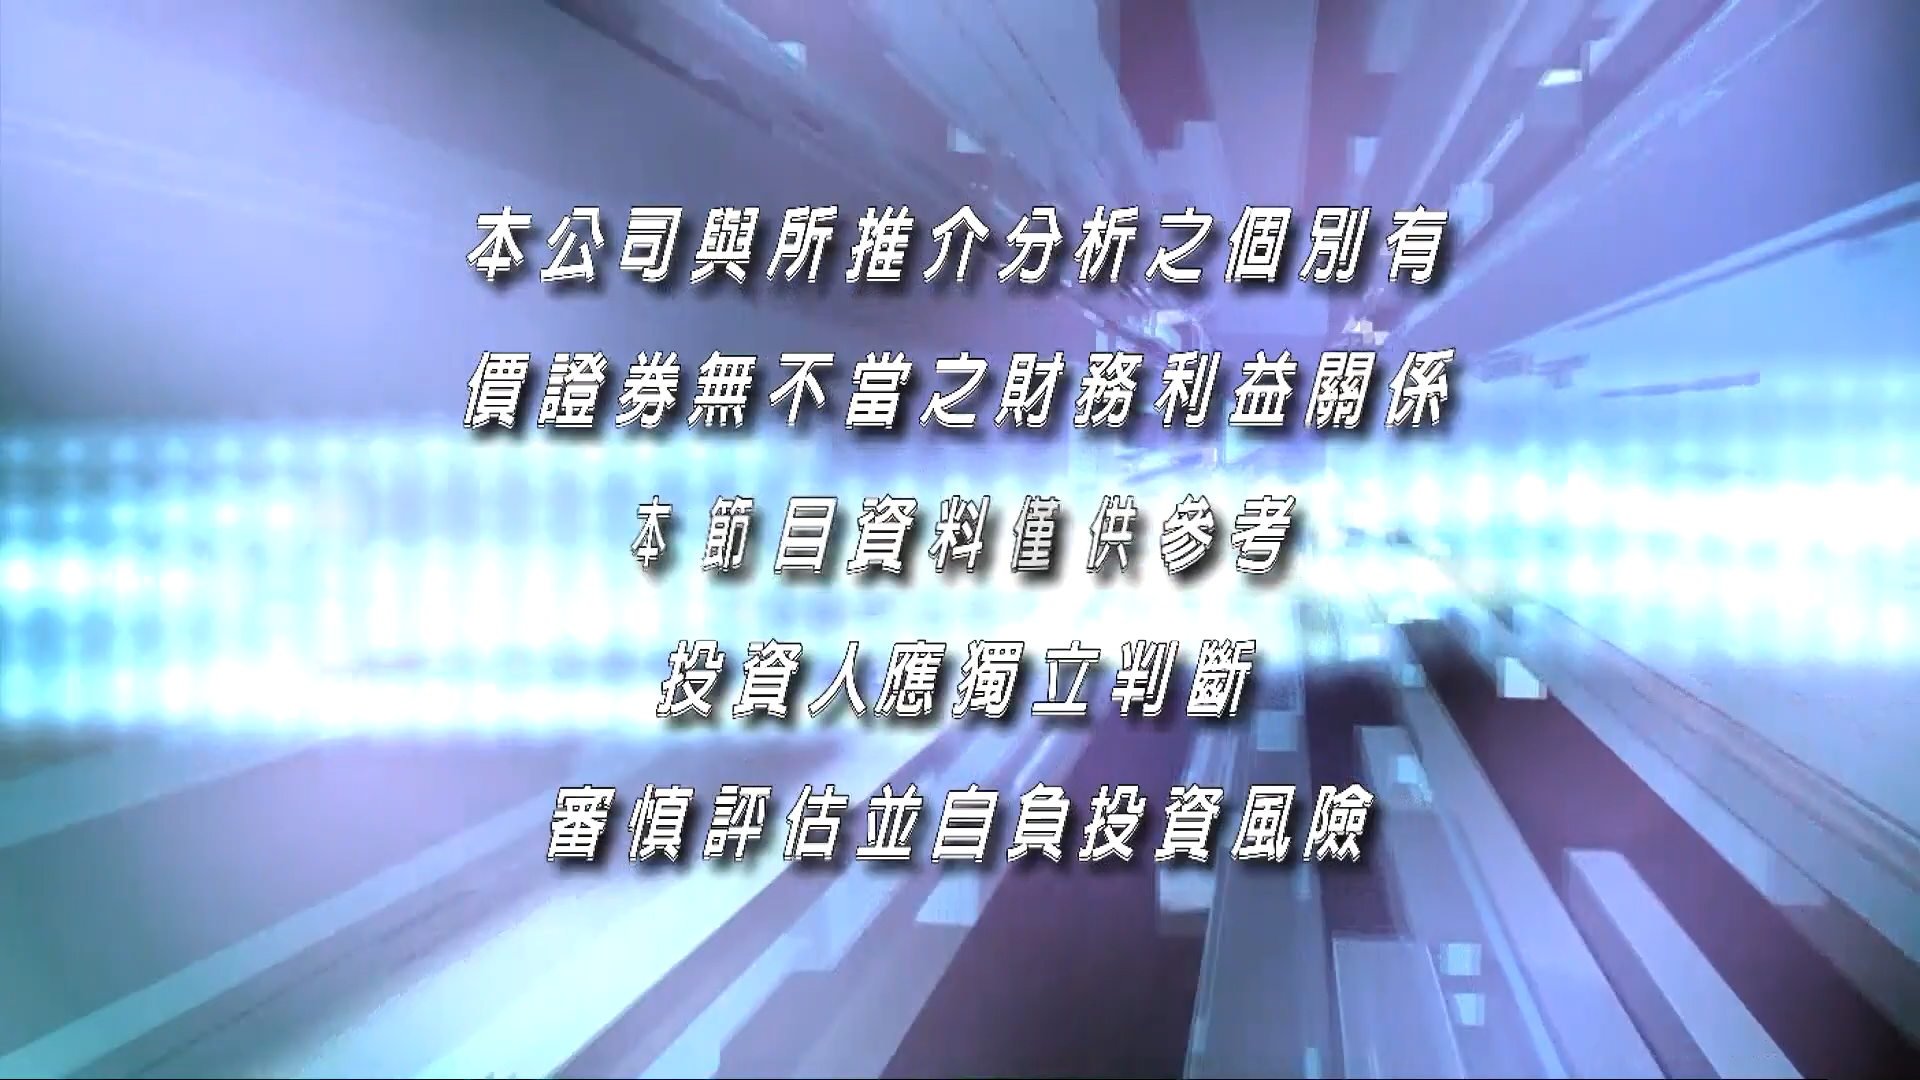 本公司與所推介分析之個別有
價證券無不當之財務利益關係
本節目資料僅供參考
投資人應獨立判斷
審慎評估並自負投資風險